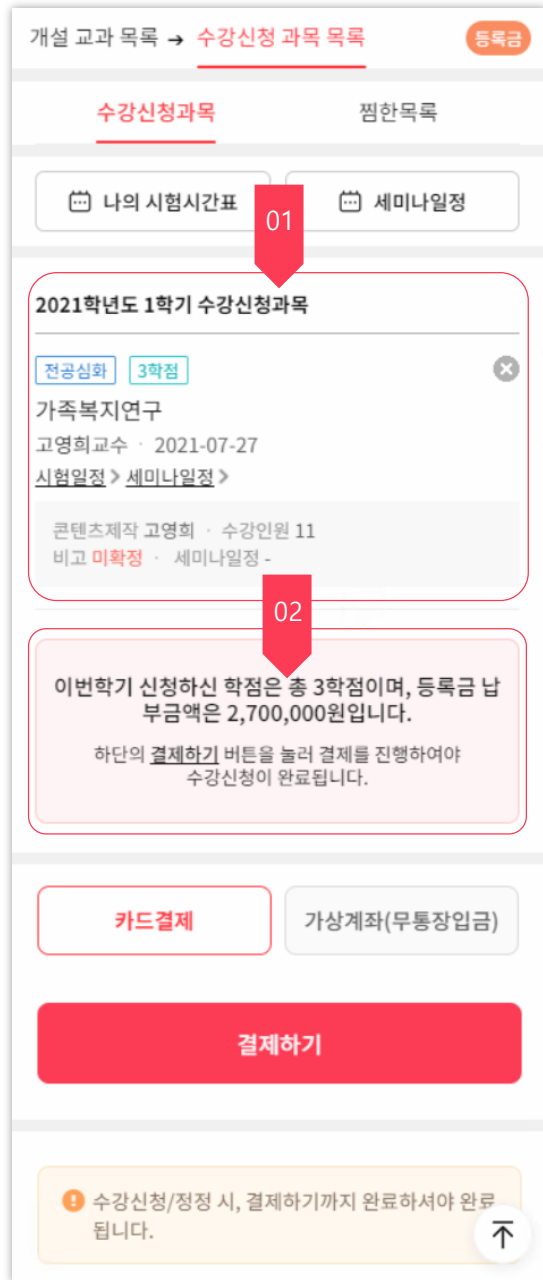 개설 교과 목록 → 수강신청 과목 목록 등록금
수강신청과목 찜한목록
나의 시험시간표 세미나일정
01
2021학년도 1학기 수강신청과목
전공심화 3학점
가족복지연구
고영희교수 · 2021-07-27
시험일정 > 세미나일정 >
콘텐츠제작 고영희 · 수강인원 11
비고 미확정 · 세미나일정 -
02
이번학기 신청하신 학점은 총 3학점이며, 등록금 납
부금액은 2,700,000원입니다.
하단의 결제하기 버튼을 눌러 결제를 진행하여야
수강신청이 완료됩니다.
카드결제 가상계좌(무통장입금)
결제하기
수강신청/정정 시, 결제하기까지 완료하셔야 완료
됩니다.